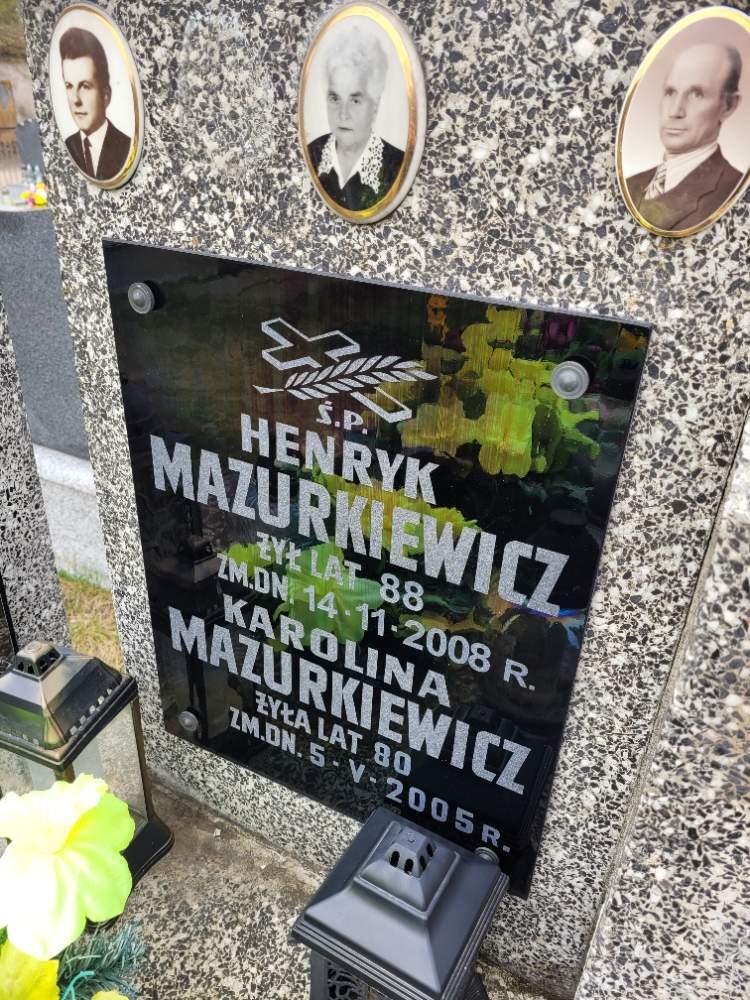 Ś.P.
HENRYK
MAZURKIEWICZ
ŻYŁ LAT 88
ZM.DN. 14-11-2008 R.
KAROLINA
MAZURKIEWICZ
ŻYŁA LAT 80
ZM.DN. 5-V-2005 R.